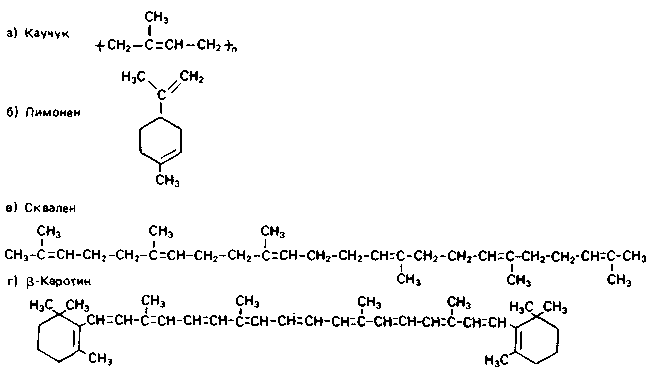 CH₃
а) Каучук +CH₂–C=CH–CH₂+ₙ
H₃C CH₂
C
б) Лимонен
CH₃
в) Сквален
CH₃ CH₃ CH₃
CH₃–C=CH–CH₂–CH₂–C=CH–CH₂–CH₂–C=CH–CH₂–CH₂–CH=C–CH₂–CH₂–CH=C–CH₂–CH₂–CH=C–CH₃
CH₃ CH₃ CH₃
г) β-Каротин
H₃C CH₃ CH₃ CH₃ CH₃ CH₃ H₃C CH₃
CH=CH–C=CH–CH=CH–C=CH–CH=CH–CH=C–CH=CH–CH=C–CH=CH
CH₃ H₃C